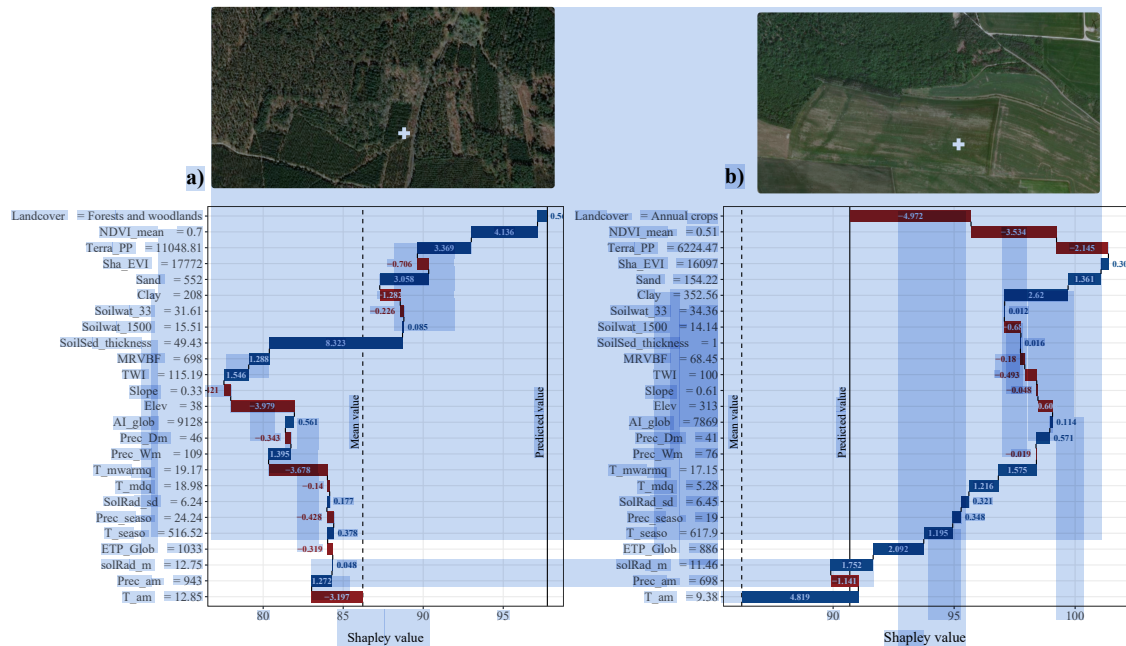 a)
b)
Landcover = Forests and woodlands
NDVI_mean = 0.7
Terra_PP = 11048.81
Sha_EVI = 17772
Sand = 552
Clay = 208
Soilwat_33 = 31.61
Soilwat_1500 = 15.51
SoilSed_thickness = 49.43
MRVBF = 698
TWI = 115.19
Slope = 0.33
Elev = 38
AI_glob = 9128
Prec_Dm = 46
Prec_Wm = 109
T_mwarmq = 19.17
T_mdq = 18.98
SolRad_sd = 6.24
Prec_seaso = 24.24
T_seaso = 516.52
ETP_Glob = 1033
solRad_m = 12.75
Prec_am = 943
T_am = 12.85
4.136
3.369
−0.706
3.058
−1.282
−0.226
0.085
8.323
1.288
1.546
−3.979
0.561
−0.343
1.395
−3.678
−0.14
0.177
−0.428
0.378
−0.319
0.048
1.272
−3.197
Mean value
Predicted value
80
85
90
95
Shapley value
Landcover = Annual crops
NDVI_mean = 0.51
Terra_PP = 6224.47
Sha_EVI = 16097
Sand = 154.22
Clay = 352.56
Soilwat_33 = 34.36
Soilwat_1500 = 14.14
SoilSed_thickness = 1
MRVBF = 68.45
TWI = 100
Slope = 0.61
Elev = 313
AI_glob = 7869
Prec_Dm = 41
Prec_Wm = 76
T_mwarmq = 17.15
T_mdq = 5.28
SolRad_sd = 6.45
Prec_seaso = 19
T_seaso = 617.9
ETP_Glob = 886
solRad_m = 11.46
Prec_am = 698
T_am = 9.38
−4.972
−3.534
−2.145
1.361
2.62
0.012
0.016
−0.18
−0.493
−0.048
0.114
0.571
−0.019
1.575
1.216
0.321
0.348
1.195
2.092
1.752
−1.141
4.819
Mean value
Predicted value
90
95
100
Shapley value